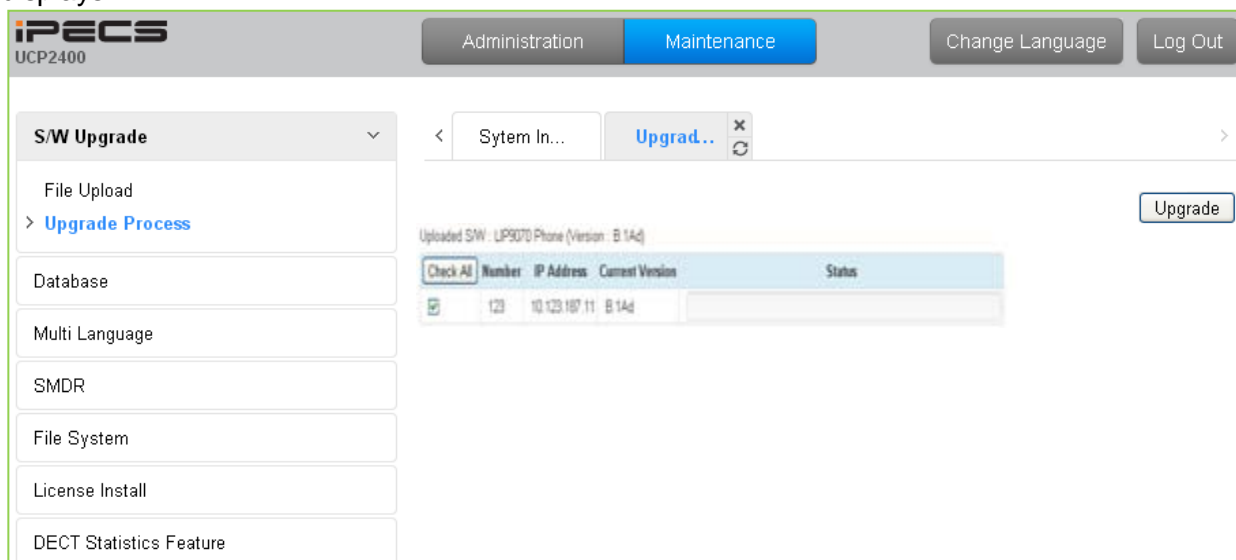 iPECS
UCP2400
Administration
Maintenance
Change Language
Log Out
S/W Upgrade
Sytem In...
Upgrad...
File Upload
Upgrade Process
Upgrade
Uploaded S/W : LIP9070 Phone (Version : B.1Ad)
Check All Number IP Address Current Version Status
123 10.123.187.11 B.1Ad
Database
Multi Language
SMDR
File System
License Install
DECT Statistics Feature